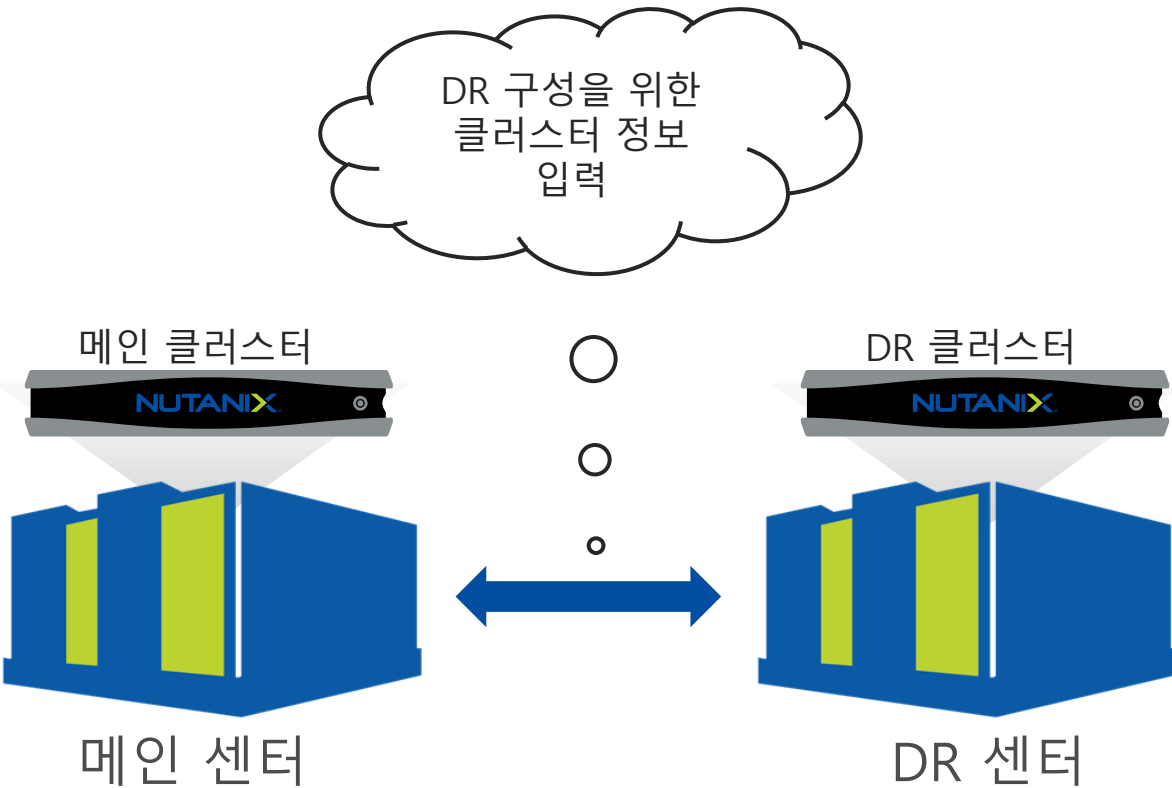 DR 구성을 위한
클러스터 정보
입력
메인 클러스터
DR 클러스터
NUTANIX
NUTANIX
메인 센터
DR 센터